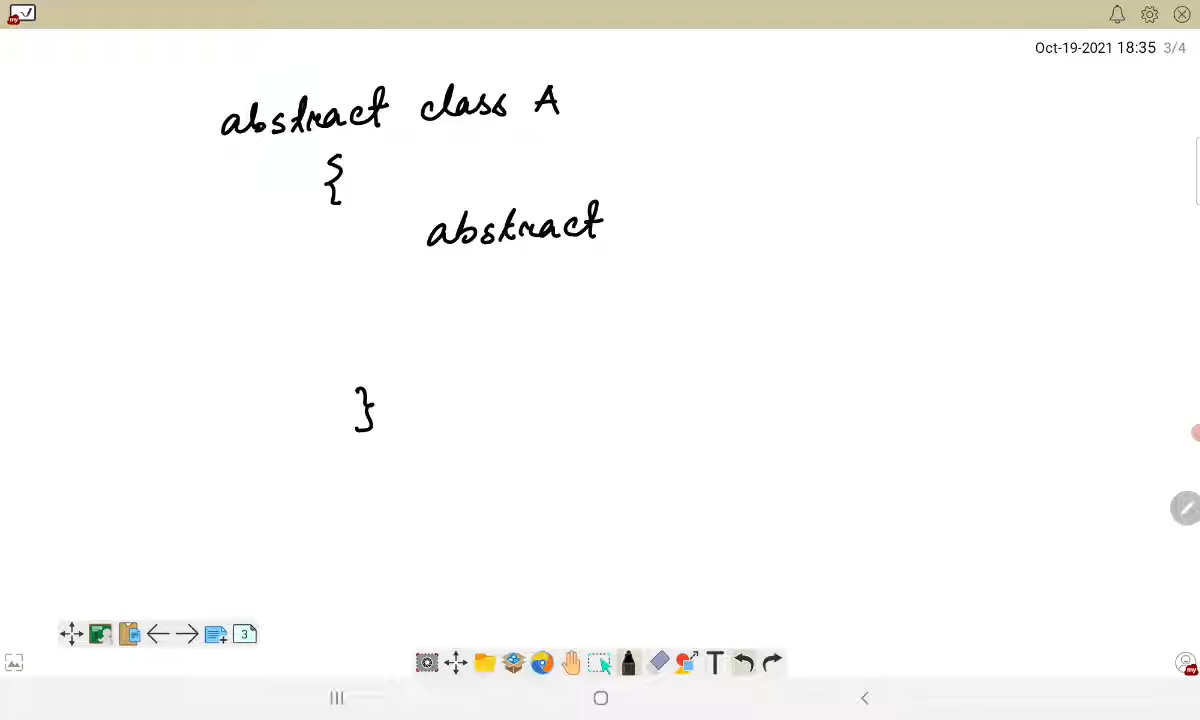 Oct-19-2021 18:35 3/4
abstract class A
{
abstract
}
3